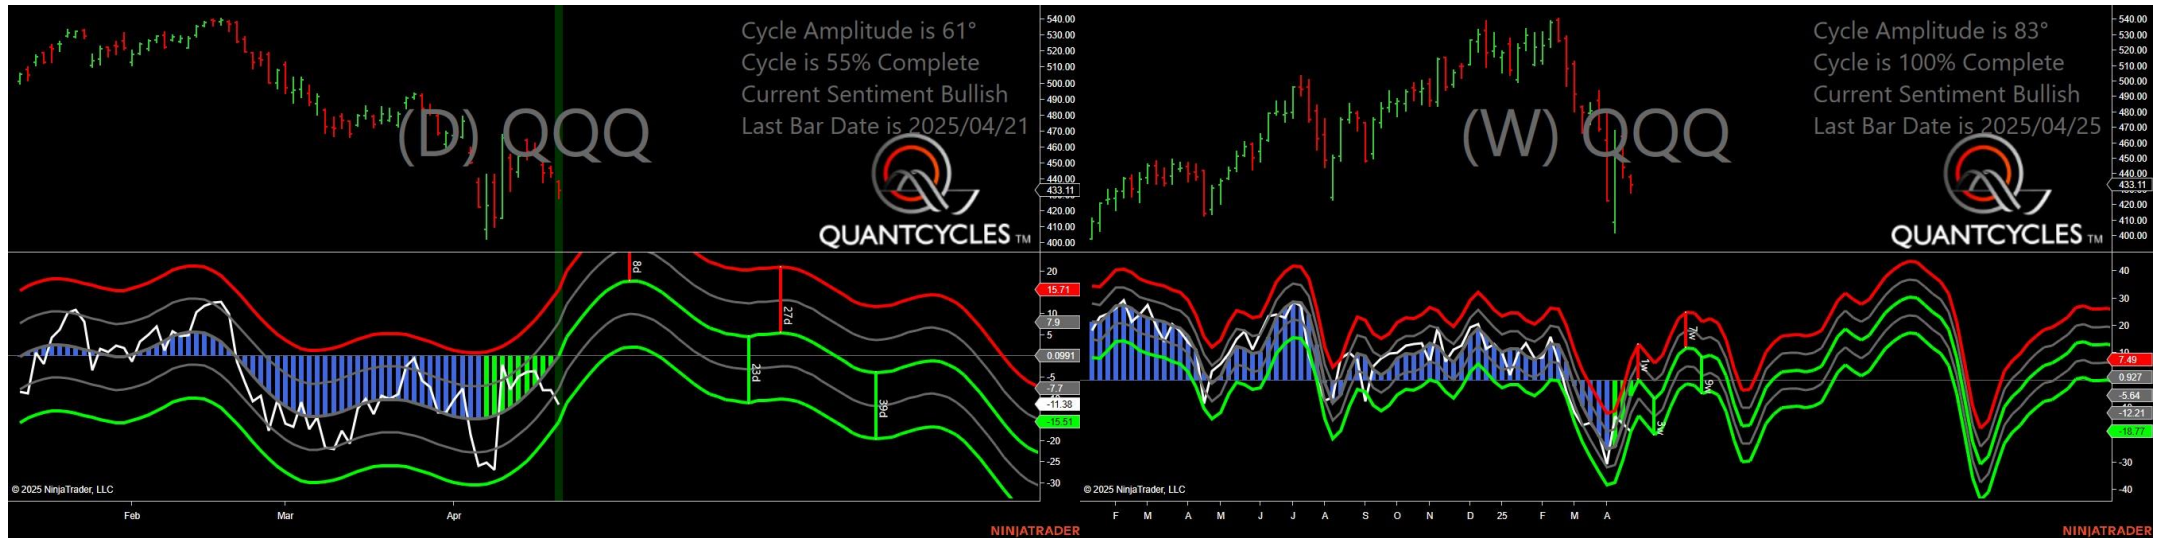 Cycle Amplitude is 61°
Cycle is 55% Complete
Current Sentiment Bullish
Last Bar Date is 2025/04/21
(D) QQQ
QUANTCYCLES TM
540.00
530.00
520.00
510.00
500.00
490.00
480.00
470.00
460.00
450.00
440.00
433.11
420.00
410.00
400.00
8d
27d
23d
39d
20
15.71
10
7.9
5
0.0991
-5
-7.7
-11.38
-15.51
-20
-25
-30
© 2025 NinjaTrader, LLC
Feb Mar Apr
NINJATRADER
Cycle Amplitude is 83°
Cycle is 100% Complete
Current Sentiment Bullish
Last Bar Date is 2025/04/25
(W) QQQ
QUANTCYCLES TM
540.00
530.00
520.00
510.00
500.00
490.00
480.00
470.00
460.00
450.00
440.00
433.11
420.00
410.00
400.00
1w
7w
9w
40
30
20
7.49
0.927
-5.64
-12.21
-18.77
-30
-40
© 2025 NinjaTrader, LLC
F M A M J J A S O N D 25 F M A
NINJATRADER